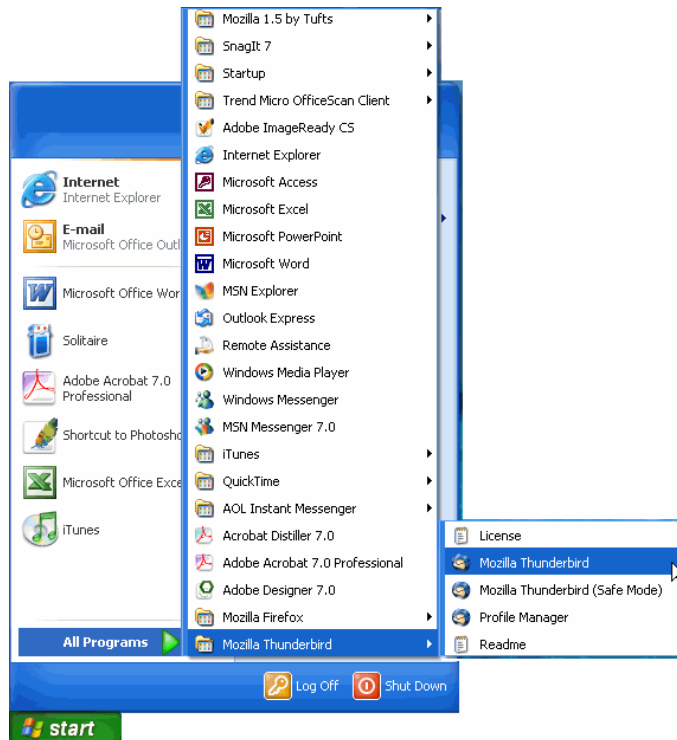 Mozilla 1.5 by Tufts
SnagIt 7
Startup
Trend Micro OfficeScan Client
Adobe ImageReady CS
Internet Explorer
Microsoft Access
Microsoft Excel
Microsoft PowerPoint
Microsoft Word
MSN Explorer
Outlook Express
Remote Assistance
Windows Media Player
Windows Messenger
MSN Messenger 7.0
iTunes
QuickTime
AOL Instant Messenger
Acrobat Distiller 7.0
Adobe Acrobat 7.0 Professional
Adobe Designer 7.0
Mozilla Firefox
Mozilla Thunderbird
Internet
Internet Explorer
E-mail
Microsoft Office Outl
Microsoft Office Wor
Solitaire
Adobe Acrobat 7.0
Professional
Shortcut to Photosho
Microsoft Office Exce
iTunes
All Programs
License
Mozilla Thunderbird
Mozilla Thunderbird (Safe Mode)
Profile Manager
Readme
Log Off
Shut Down
start